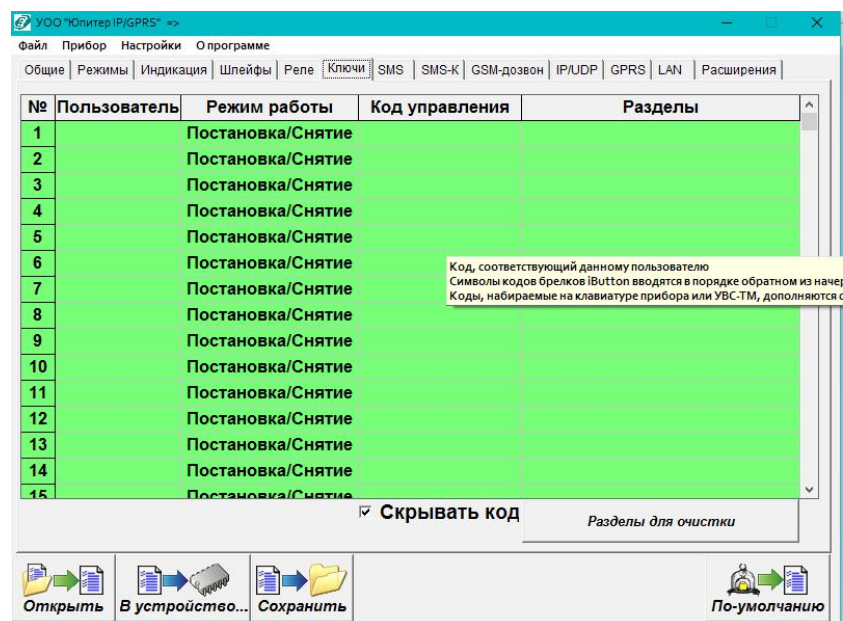 УОО "Юпитер IP/GPRS" =>
Файл Прибор Настройки О программе
Общие Режимы Индикация Шлейфы Реле Ключи SMS SMS-K GSM-дозвон IP/UDP GPRS LAN Расширения
№ Пользователь Режим работы Код управления Разделы
1 Постановка/Снятие
2 Постановка/Снятие
3 Постановка/Снятие
4 Постановка/Снятие
5 Постановка/Снятие
6 Постановка/Снятие
7 Постановка/Снятие
8 Постановка/Снятие
9 Постановка/Снятие
10 Постановка/Снятие
11 Постановка/Снятие
12 Постановка/Снятие
13 Постановка/Снятие
14 Постановка/Снятие
15 Постановка/Снятие
Код, соответствующий данному пользователю
Символы кодов брелков iButton вводятся в порядке обратном из начер
Коды, набираемые на клавиатуре прибора или УВС-ТМ, дополняются с
Скрывать код
Разделы для очистки
Открыть В устройство... Сохранить По-умолчанию